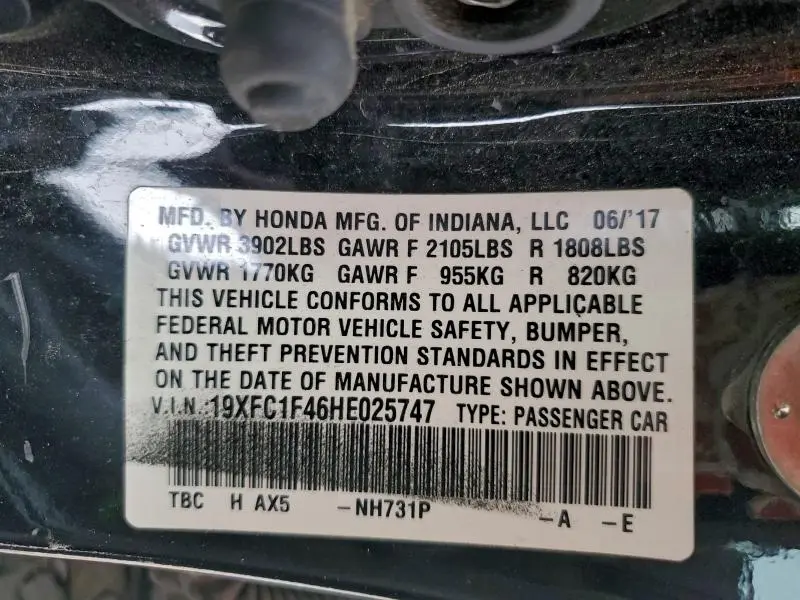 MFD. BY HONDA MFG. OF INDIANA, LLC 06/'17
GVWR 3902LBS GAWR F 2105LBS R 1808LBS
GVWR 1770KG GAWR F 955KG R 820KG
THIS VEHICLE CONFORMS TO ALL APPLICABLE
FEDERAL MOTOR VEHICLE SAFETY, BUMPER,
AND THEFT PREVENTION STANDARDS IN EFFECT
ON THE DATE OF MANUFACTURE SHOWN ABOVE.
V.I.N.:19XFC1F46HE025747 TYPE: PASSENGER CAR
TBC H AX5 -NH731P -A -E